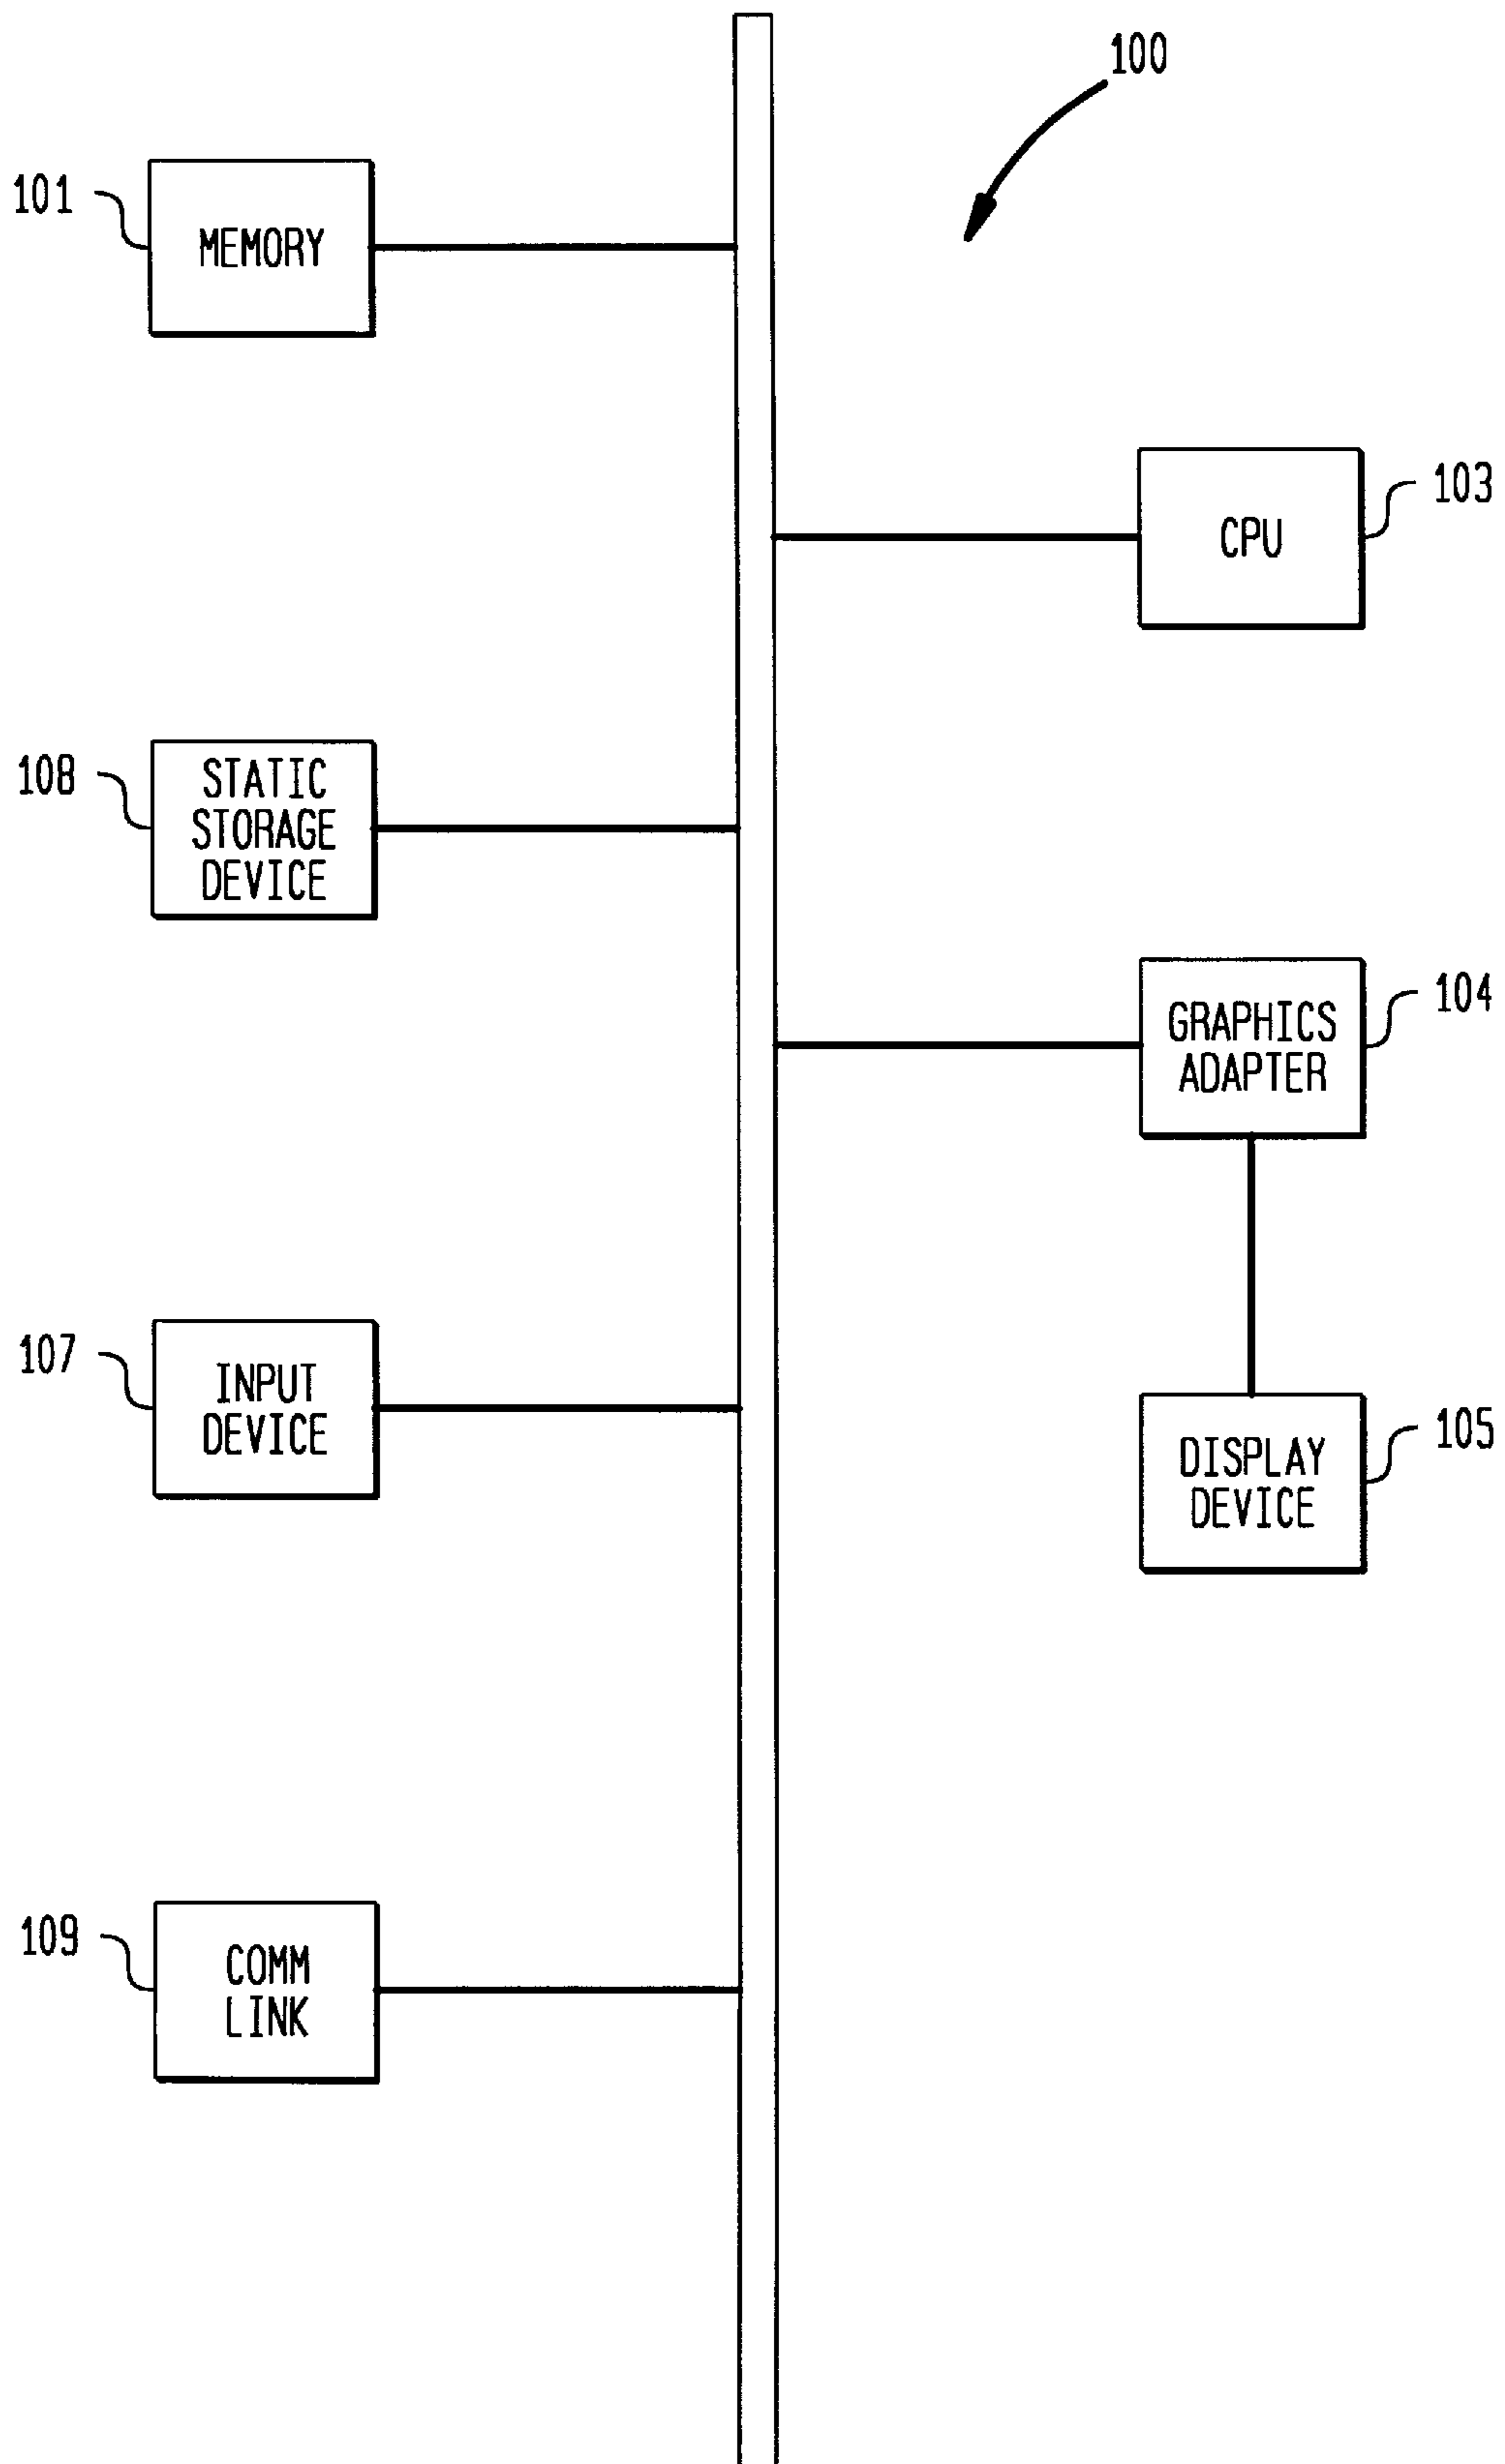 100
101
MEMORY
103
CPU
108
STATIC
STORAGE
DEVICE
104
GRAPHICS
ADAPTER
107
INPUT
DEVICE
105
DISPLAY
DEVICE
109
COMM
LINK